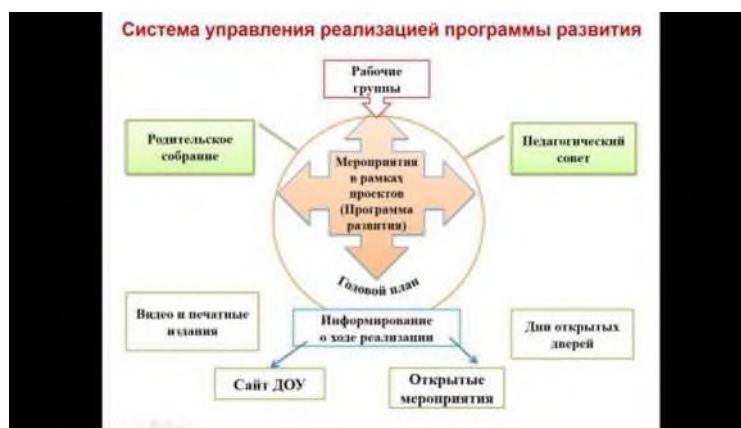 Система управления реализацией программы развития
Рабочие
группы
Родительское
собрание
Педагогический
совет
Мероприятия
в рамках
проектов
(Программа
развития)
Годовой план
Видео и печатные
издания
Информирование
о ходе реализации
Дни открытых
дверей
Сайт ДОУ
Открытые
мероприятия